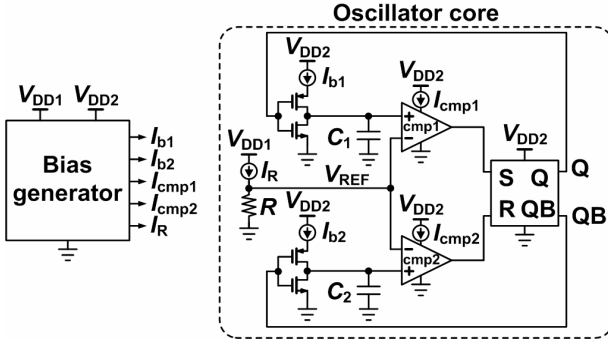 Oscillator core
VDD1 VDD2
Bias generator
Ib1
Ib2
Icmp1
Icmp2
IR
VDD2
Ib1
VDD2
Icmp1
+
cmp1
−
C1
VDD1
IR
R
VREF
VDD2
Ib2
VDD2
Icmp2
−
cmp2
+
C2
VDD2
S Q
R QB
Q
QB